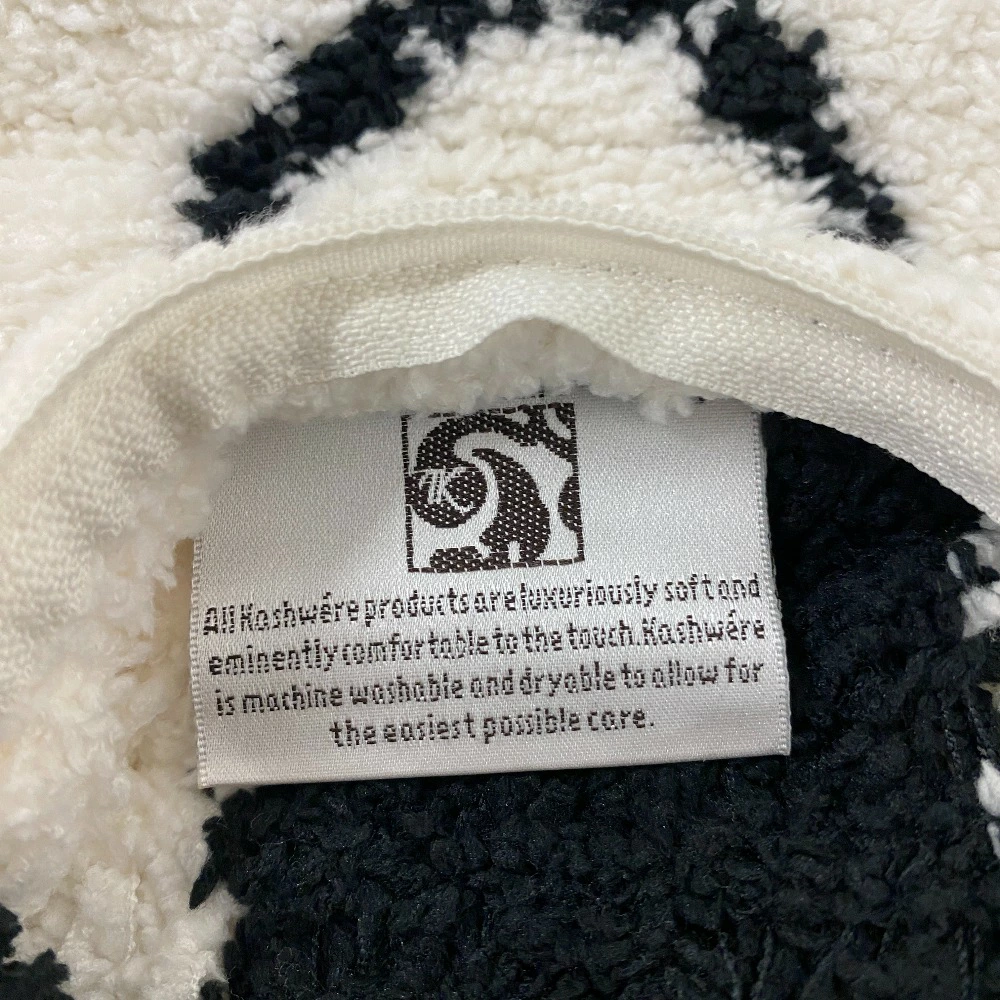 K
All Kashwére products are luxuriously soft and
eminently comfortable to the touch. Kashwére
is machine washable and dryable to allow for
the easiest possible care.